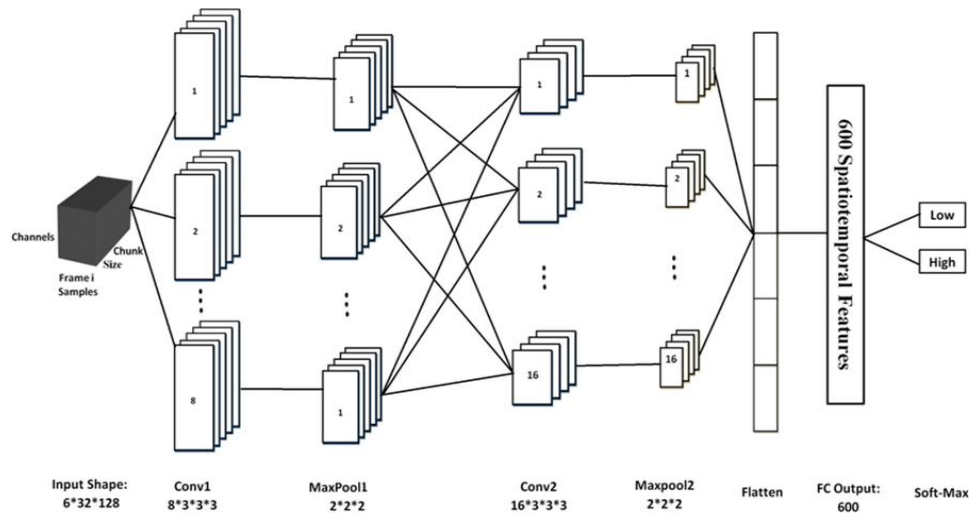 1
1
1
1
2
2
2
2
8
1
16
16
Channels
Chunk
Size
Frame i
Samples
600 Spatiotemporal Features
Low
High
Input Shape:
6*32*128
Conv1
8*3*3*3
MaxPool1
2*2*2
Conv2
16*3*3*3
Maxpool2
2*2*2
Flatten
FC Output:
600
Soft-Max